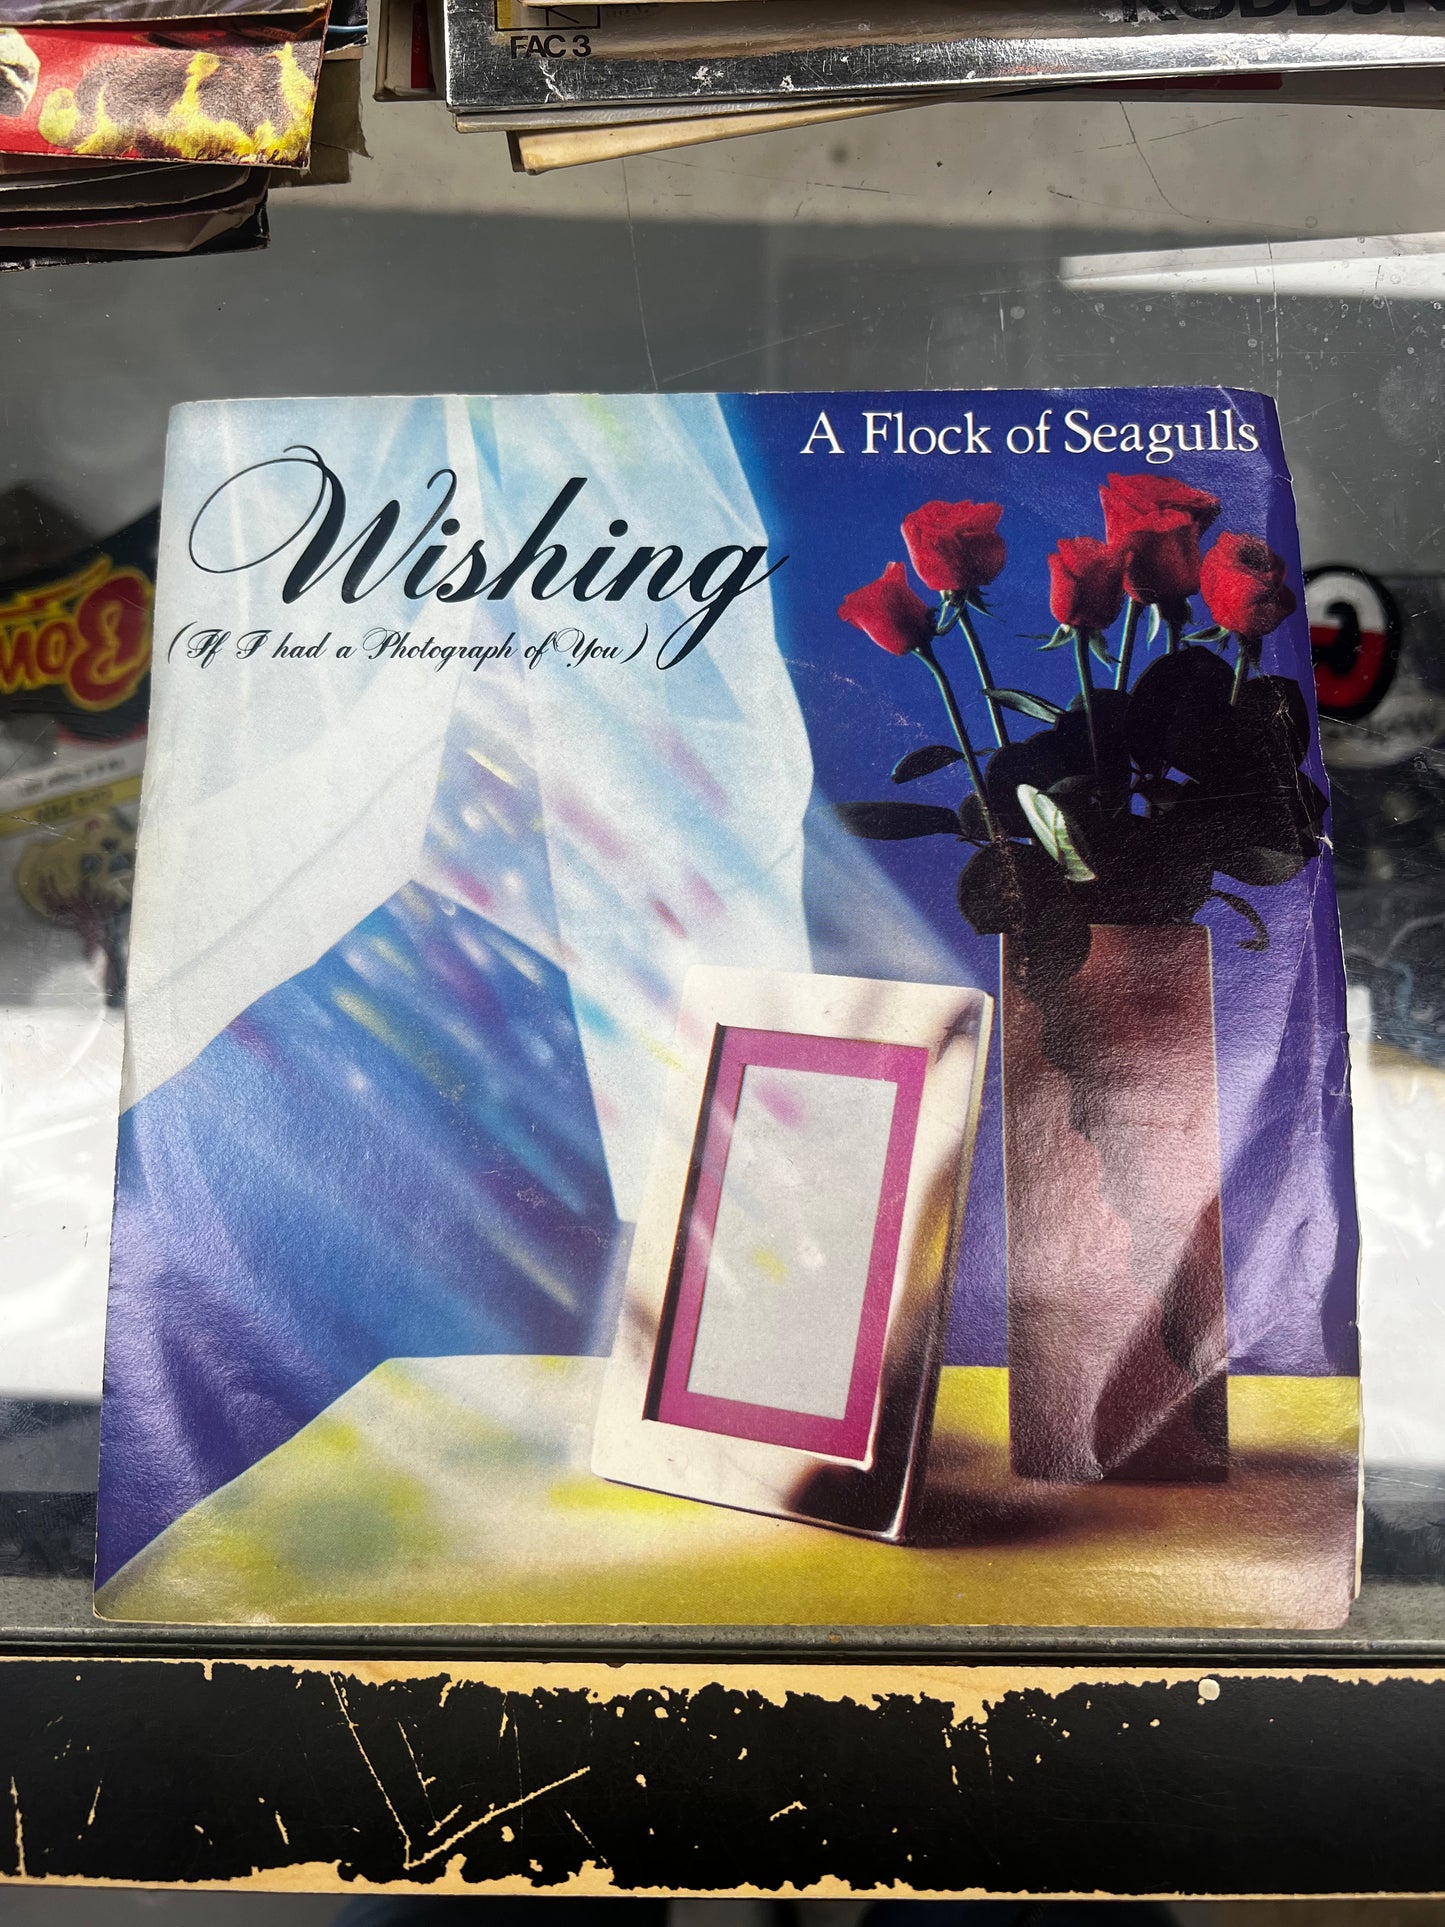 FAC 3
A Flock of Seagulls
Wishing
(If I had a Photograph of You)